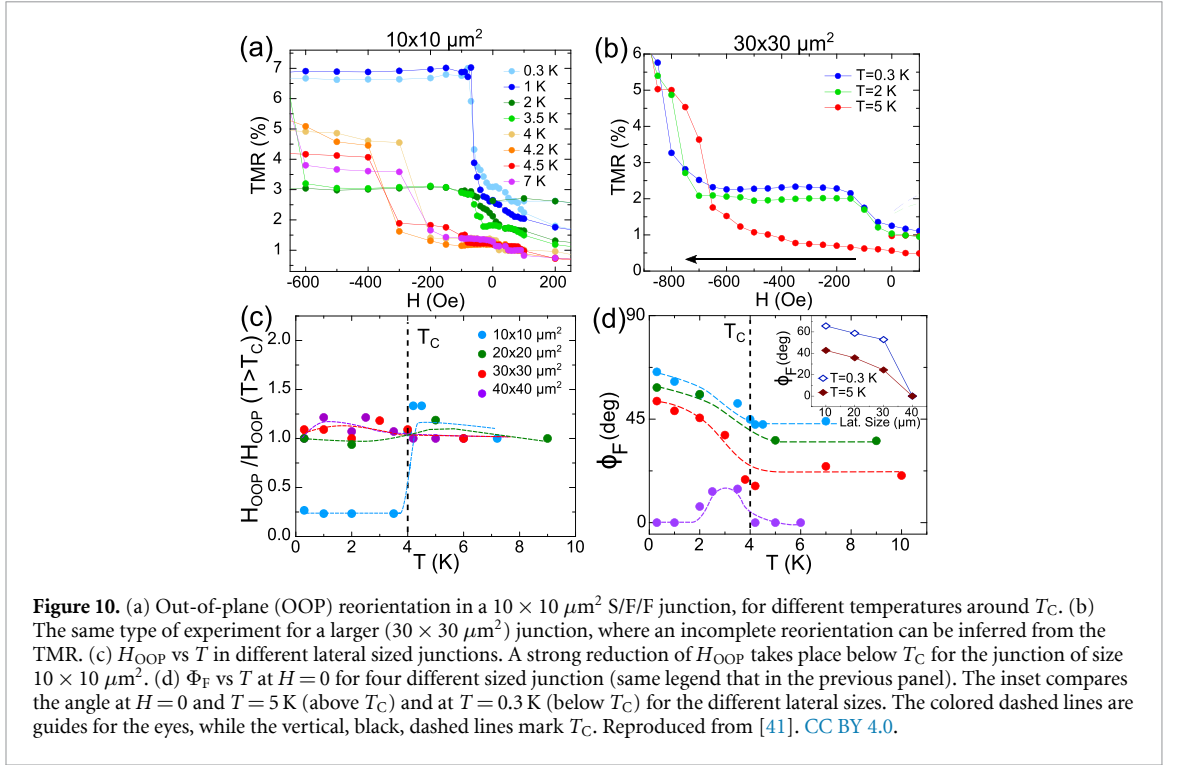 (a) 10x10 µm²
7
6
5
4
3
2
1
TMR (%)
0.3 K
1 K
2 K
3.5 K
4 K
4.2 K
4.5 K
7 K
-600 -400 -200 0 200
H (Oe)
(b) 30x30 µm²
6
5
4
3
2
1
0
TMR (%)
T=0.3 K
T=2 K
T=5 K
-800 -600 -400 -200 0
H (Oe)
(c)
2.0
1.5
1.0
0.5
0.0
H_OOP /H_OOP (T>T_C)
T_C
10x10 µm²
20x20 µm²
30x30 µm²
40x40 µm²
0 2 4 6 8 10
T (K)
(d)
90
45
0
ϕ_F (deg)
T_C
60
40
20
0
ϕ_F(deg)
T=0.3 K
T=5 K
10 20 30 40
Lat. Size (µm)
0 2 4 6 8 10
T (K)
Figure 10. (a) Out-of-plane (OOP) reorientation in a 10 × 10 µm² S/F/F junction, for different temperatures around T_C. (b)
The same type of experiment for a larger (30 × 30 µm²) junction, where an incomplete reorientation can be inferred from the
TMR. (c) H_OOP vs T in different lateral sized junctions. A strong reduction of H_OOP takes place below T_C for the junction of size
10 × 10 µm². (d) Φ_F vs T at H = 0 for four different sized junction (same legend that in the previous panel). The inset compares
the angle at H = 0 and T = 5 K (above T_C) and at T = 0.3 K (below T_C) for the different lateral sizes. The colored dashed lines are
guides for the eyes, while the vertical, black, dashed lines mark T_C. Reproduced from [41]. CC BY 4.0.